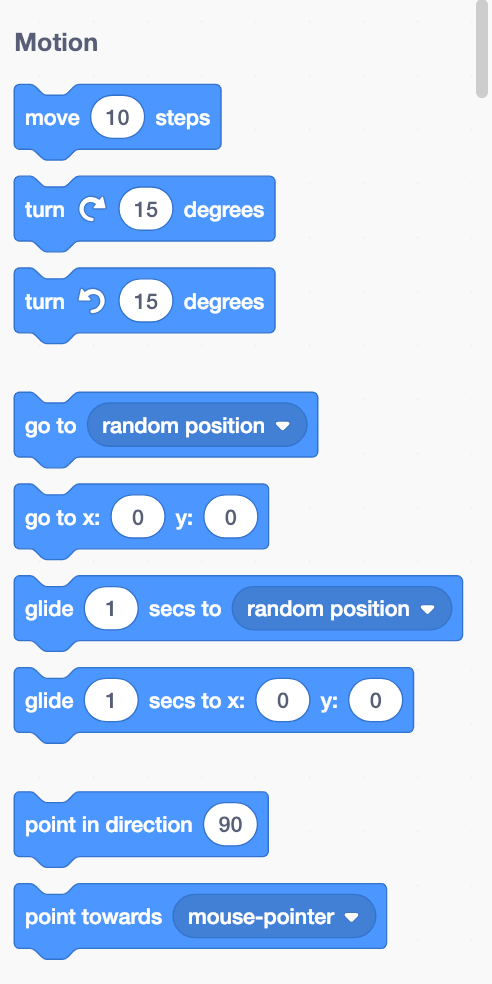 Motion
move 10 steps
turn 15 degrees
turn 15 degrees
go to random position
go to x: 0 y: 0
glide 1 secs to random position
glide 1 secs to x: 0 y: 0
point in direction 90
point towards mouse-pointer